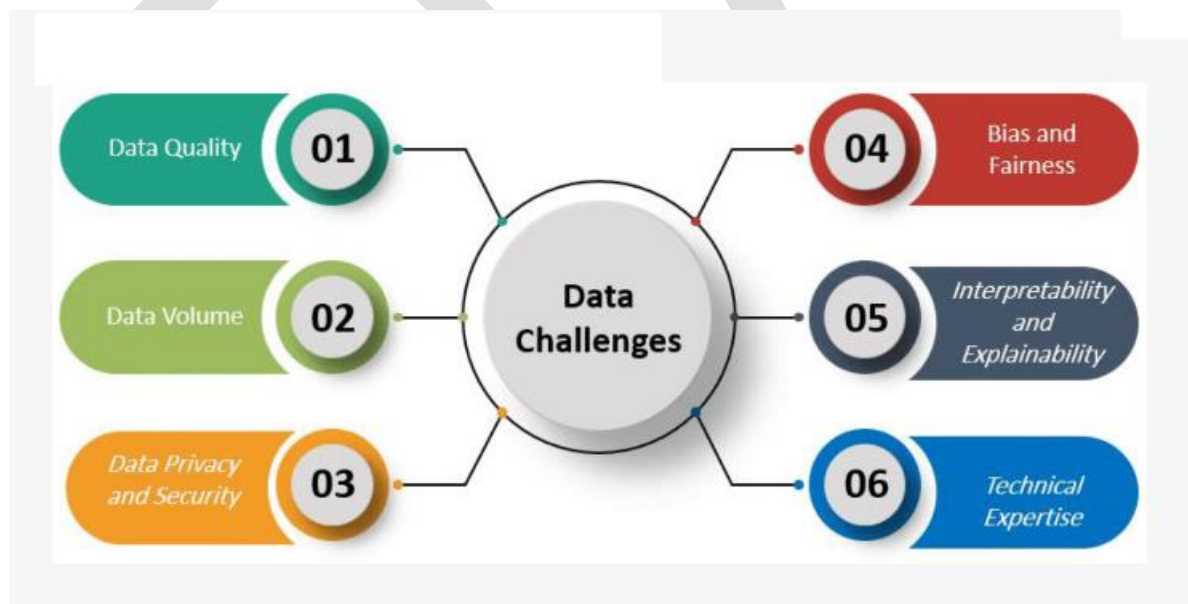 Data Quality
01
Data Volume
02
Data Privacy
and Security
03
Data
Challenges
04
Bias and
Fairness
05
Interpretability
and
Explainability
06
Technical
Expertise